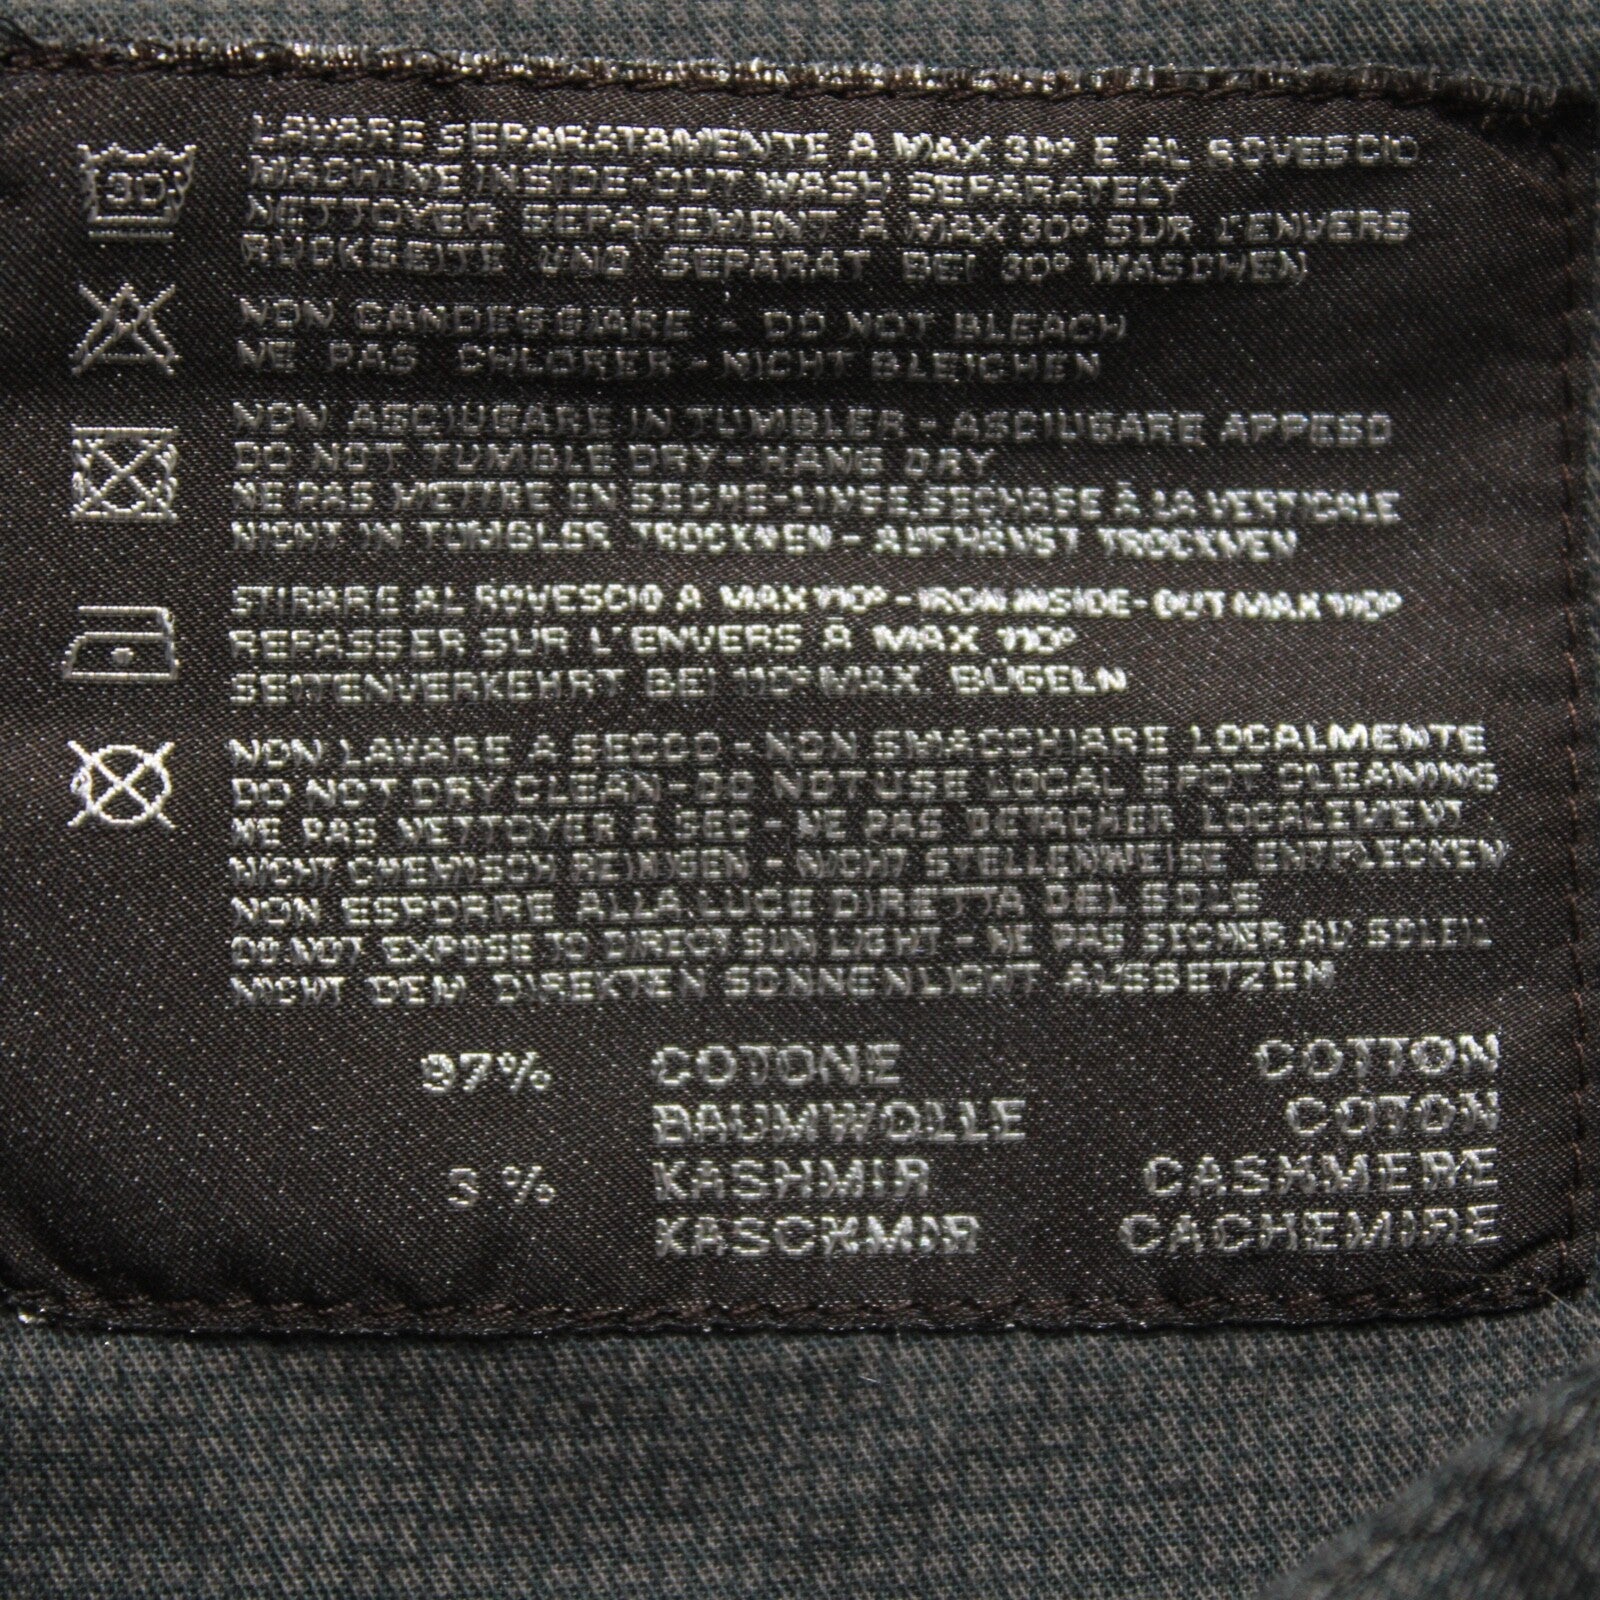 30
LAVARE SEPARATAMENTE A MAX 30° E AL ROVESCIO
MACHINE INSIDE-OUT WASH SEPARATELY
NETTOYER SEPAREMENT À MAX 30° SUR L'ENVERS
RUCKSEITE UND SEPARAT BEI 30° WASCHEN
NON CANDEGGIARE - DO NOT BLEACH
NE PAS CHLORER - NICHT BLEICHEN
NON ASCIUGARE IN TUMBLER - ASCIUGARE APPESO
DO NOT TUMBLE DRY - HANG DRY
NE PAS METTRE EN SECHE-LINGE, SECHAGE À LA VERTICALE
NICHT IN TUMBLER TROCKNEN - AUFHÄNGT TROCKNEN
STIRARE AL ROVESCIO A MAX 110° - IRON INSIDE-OUT MAX 110°
REPASSER SUR L'ENVERS À MAX 110°
SEITENVERKEHRT BEI 110° MAX. BÜGELN
NON LAVARE A SECCO - NON SMACCHIARE LOCALMENTE
DO NOT DRY CLEAN - DO NOT USE LOCAL SPOT CLEANING
NE PAS NETTOYER A SEC - NE PAS DETACHER LOCALEMENT
NICHT CHEMISCH REINIGEN - NICHT STELLENWEISE ENTFLECKEN
NON ESPORRE ALLA LUCE DIRETTA DEL SOLE
DO NOT EXPOSE TO DIRECT SUN LIGHT - NE PAS SECHER AU SOLEIL
NICHT DEM DIREKTEN SONNENLICHT AUSSETZEN
97% COTONE COTTON
BAUMWOLLE COTON
3% KASHMIR CASHMERE
KASCHMIR CACHEMIRE